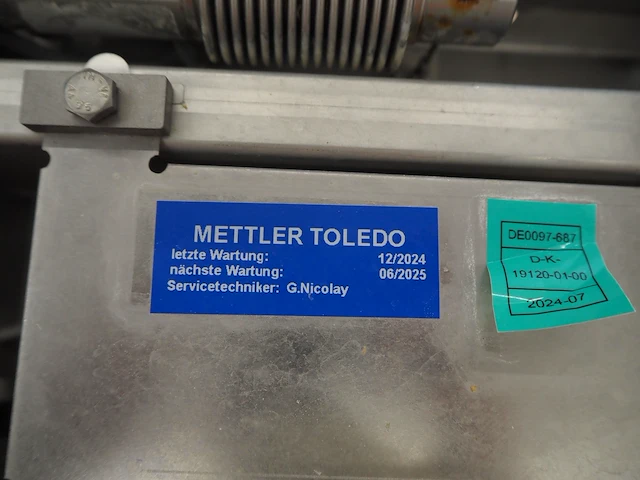 METTLER TOLEDO
letzte Wartung: 12/2024
nächste Wartung: 06/2025
Servicetechniker: G.Nicolay
DE0097-687
D-K-
19120-01-00
2024-07